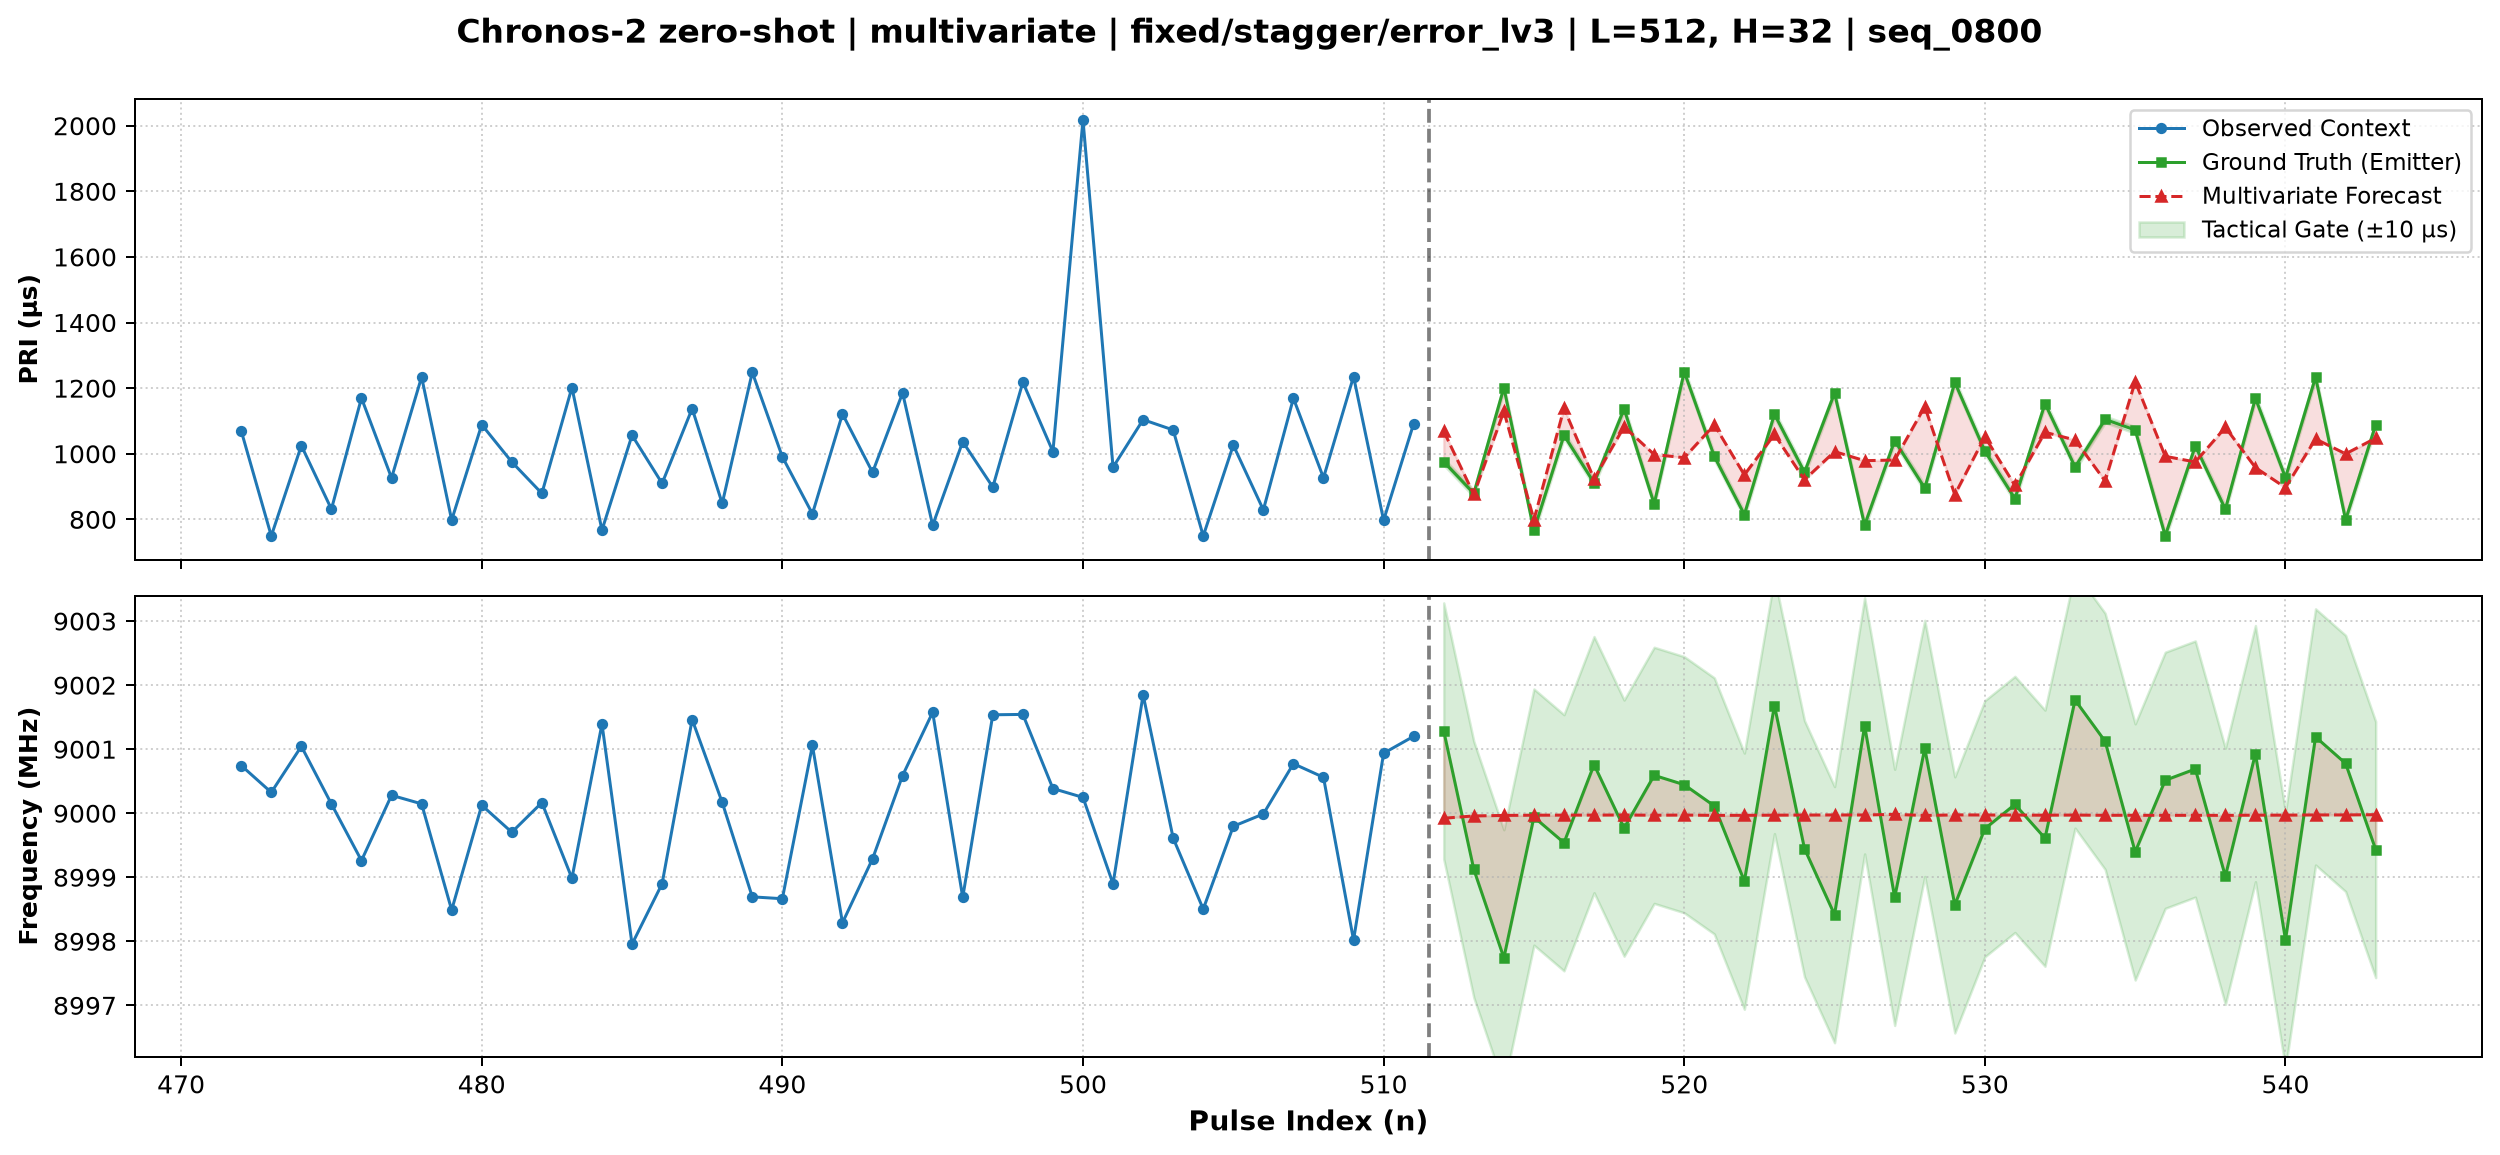 Chronos-2 zero-shot | multivariate | fixed/stagger/error_lv3 | L=512, H=32 | seq_0800
PRI (µs)
2000
1800
1600
1400
1200
1000
800
Observed Context
Ground Truth (Emitter)
Multivariate Forecast
Tactical Gate (±10 µs)
Frequency (MHz)
9003
9002
9001
9000
8999
8998
8997
470 480 490 500 510 520 530 540
Pulse Index (n)